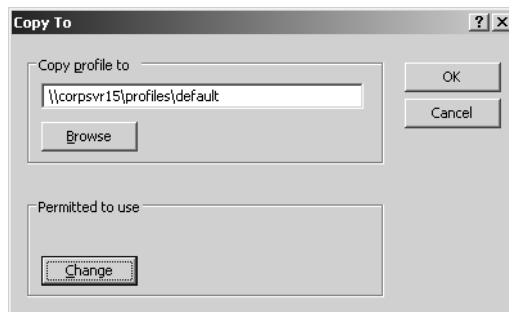 Copy To
Copy profile to
\\corpsvr15\profiles\default
Browse
OK
Cancel
Permitted to use
Change